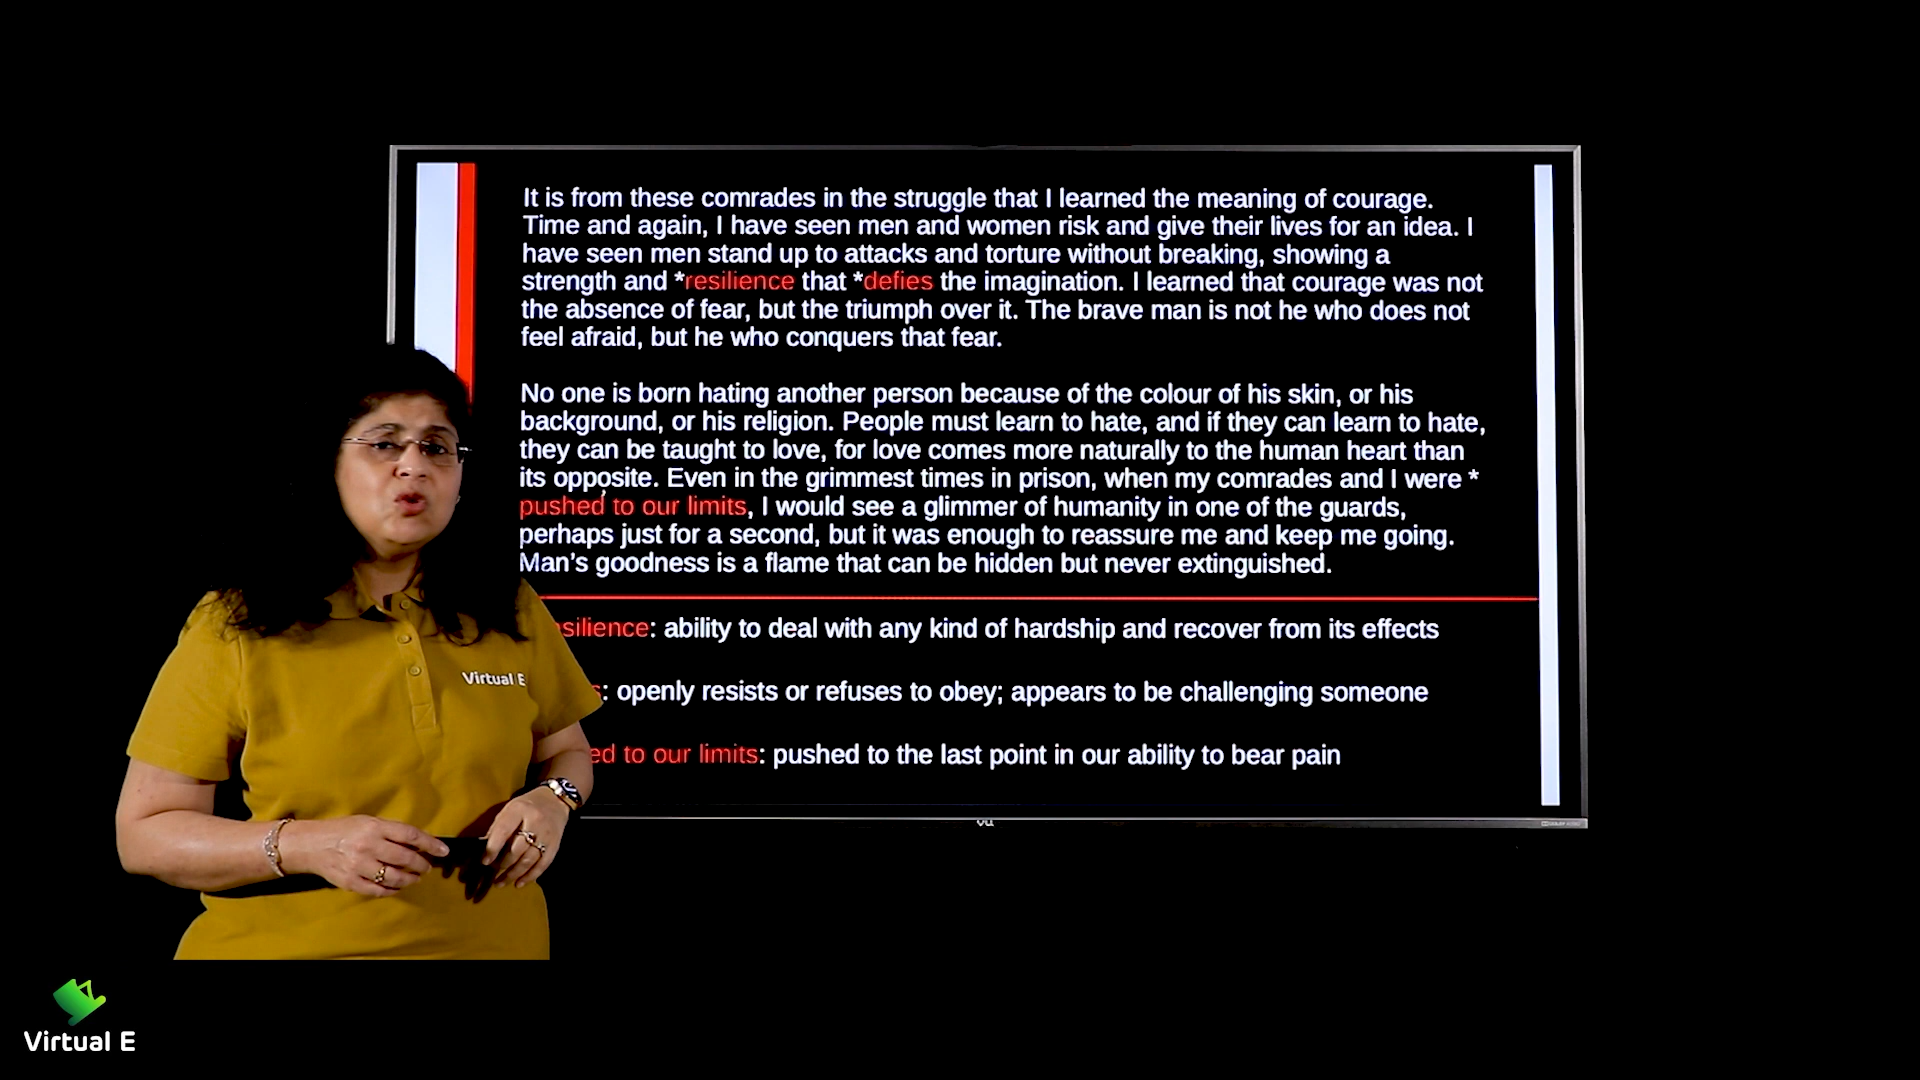 It is from these comrades in the struggle that I learned the meaning of courage.
Time and again, I have seen men and women risk and give their lives for an idea. I
have seen men stand up to attacks and torture without breaking, showing a
strength and *resilience that *defies the imagination. I learned that courage was not
the absence of fear, but the triumph over it. The brave man is not he who does not
feel afraid, but he who conquers that fear.
No one is born hating another person because of the colour of his skin, or his
background, or his religion. People must learn to hate, and if they can learn to hate,
they can be taught to love, for love comes more naturally to the human heart than
its opposite. Even in the grimmest times in prison, when my comrades and I were *
pushed to our limits, I would see a glimmer of humanity in one of the guards,
perhaps just for a second, but it was enough to reassure me and keep me going.
Man's goodness is a flame that can be hidden but never extinguished.
silience: ability to deal with any kind of hardship and recover from its effects
s: openly resists or refuses to obey; appears to be challenging someone
ed to our limits: pushed to the last point in our ability to bear pain
Virtual E
Virtual E